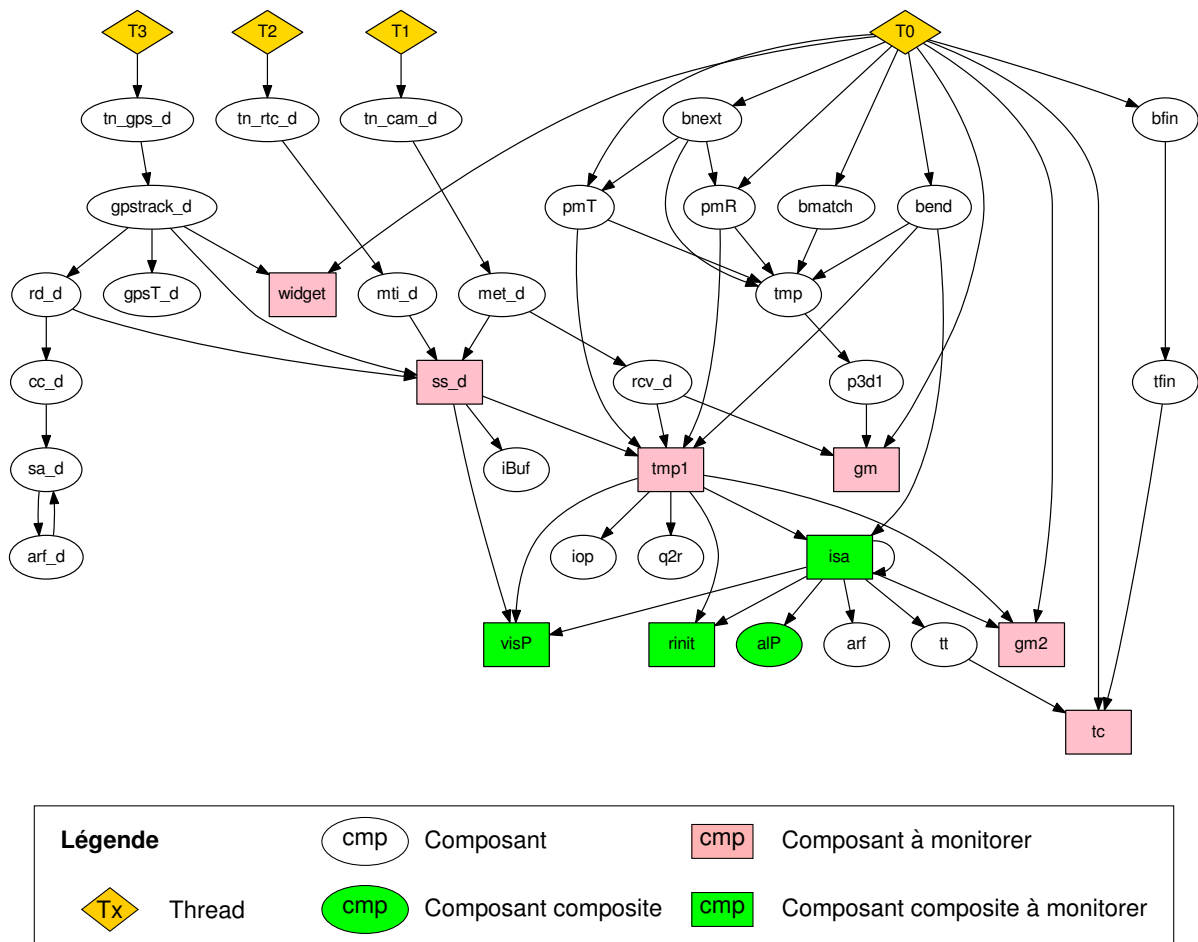 T3 T2 T1 T0
tn_gps_d tn_rtc_d tn_cam_d bnext bfin
gpstrack_d pmT pmR bmatch bend
rd_d gpsT_d widget mti_d met_d tmp
cc_d ss_d rcv_d p3d1 tfin
sa_d iBuf tmp1 gm
arf_d iop q2r isa
visP rinit alP arf tt gm2
tc
Légende cmp Composant cmp Composant à monitorer
Tx Thread cmp Composant composite cmp Composant composite à monitorer